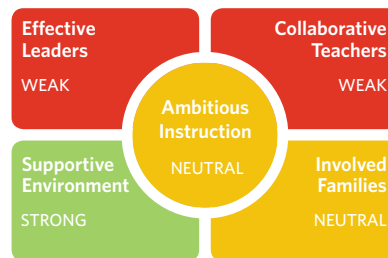 Effective
Leaders
WEAK
Collaborative
Teachers
WEAK
Ambitious
Instruction
NEUTRAL
Supportive
Environment
STRONG
Involved
Families
NEUTRAL